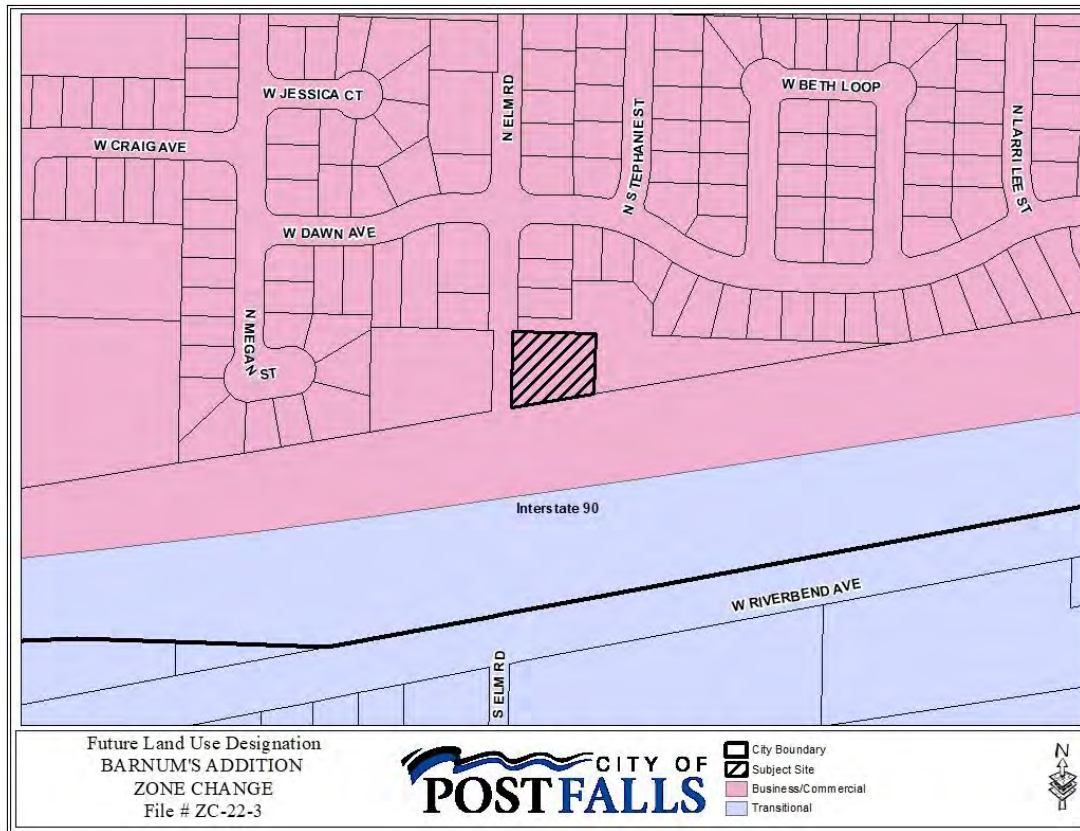 W JESSICA CT
W CRAIG AVE
W DAWN AVE
N MEGAN ST
N ELM RD
N STEPHANIE ST
W BETH LOOP
N LARRI LEE ST
Interstate 90
W RIVERBEND AVE
S ELM RD
Future Land Use Designation
BARNUM'S ADDITION
ZONE CHANGE
File # ZC-22-3
CITY OF
POST FALLS
City Boundary
Subject Site
Business/Commercial
Transitional
N